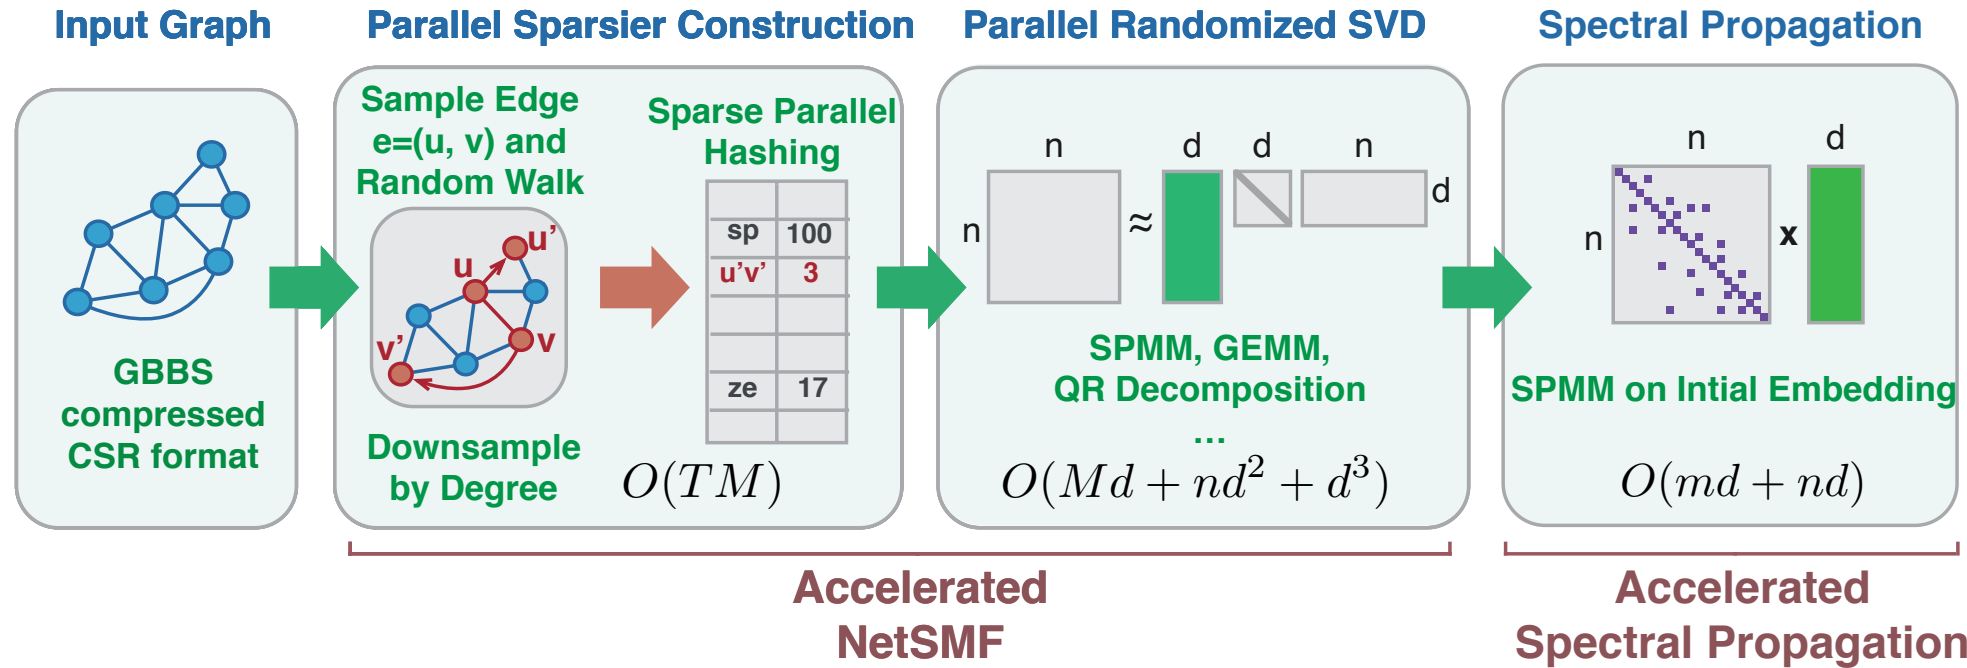 Input Graph
GBBS
compressed
CSR format
Parallel Sparsier Construction
Sample Edge
e=(u, v) and
Random Walk
u'
u
v
v'
Downsample
by Degree
Sparse Parallel
Hashing
sp 100
u'v' 3
ze 17
O(TM)
Parallel Randomized SVD
n d d n
n ≈ d
SPMM, GEMM,
QR Decomposition
...
O(Md + nd² + d³)
Spectral Propagation
n d
n x
SPMM on Intial Embedding
O(md + nd)
Accelerated
NetSMF
Accelerated
Spectral Propagation